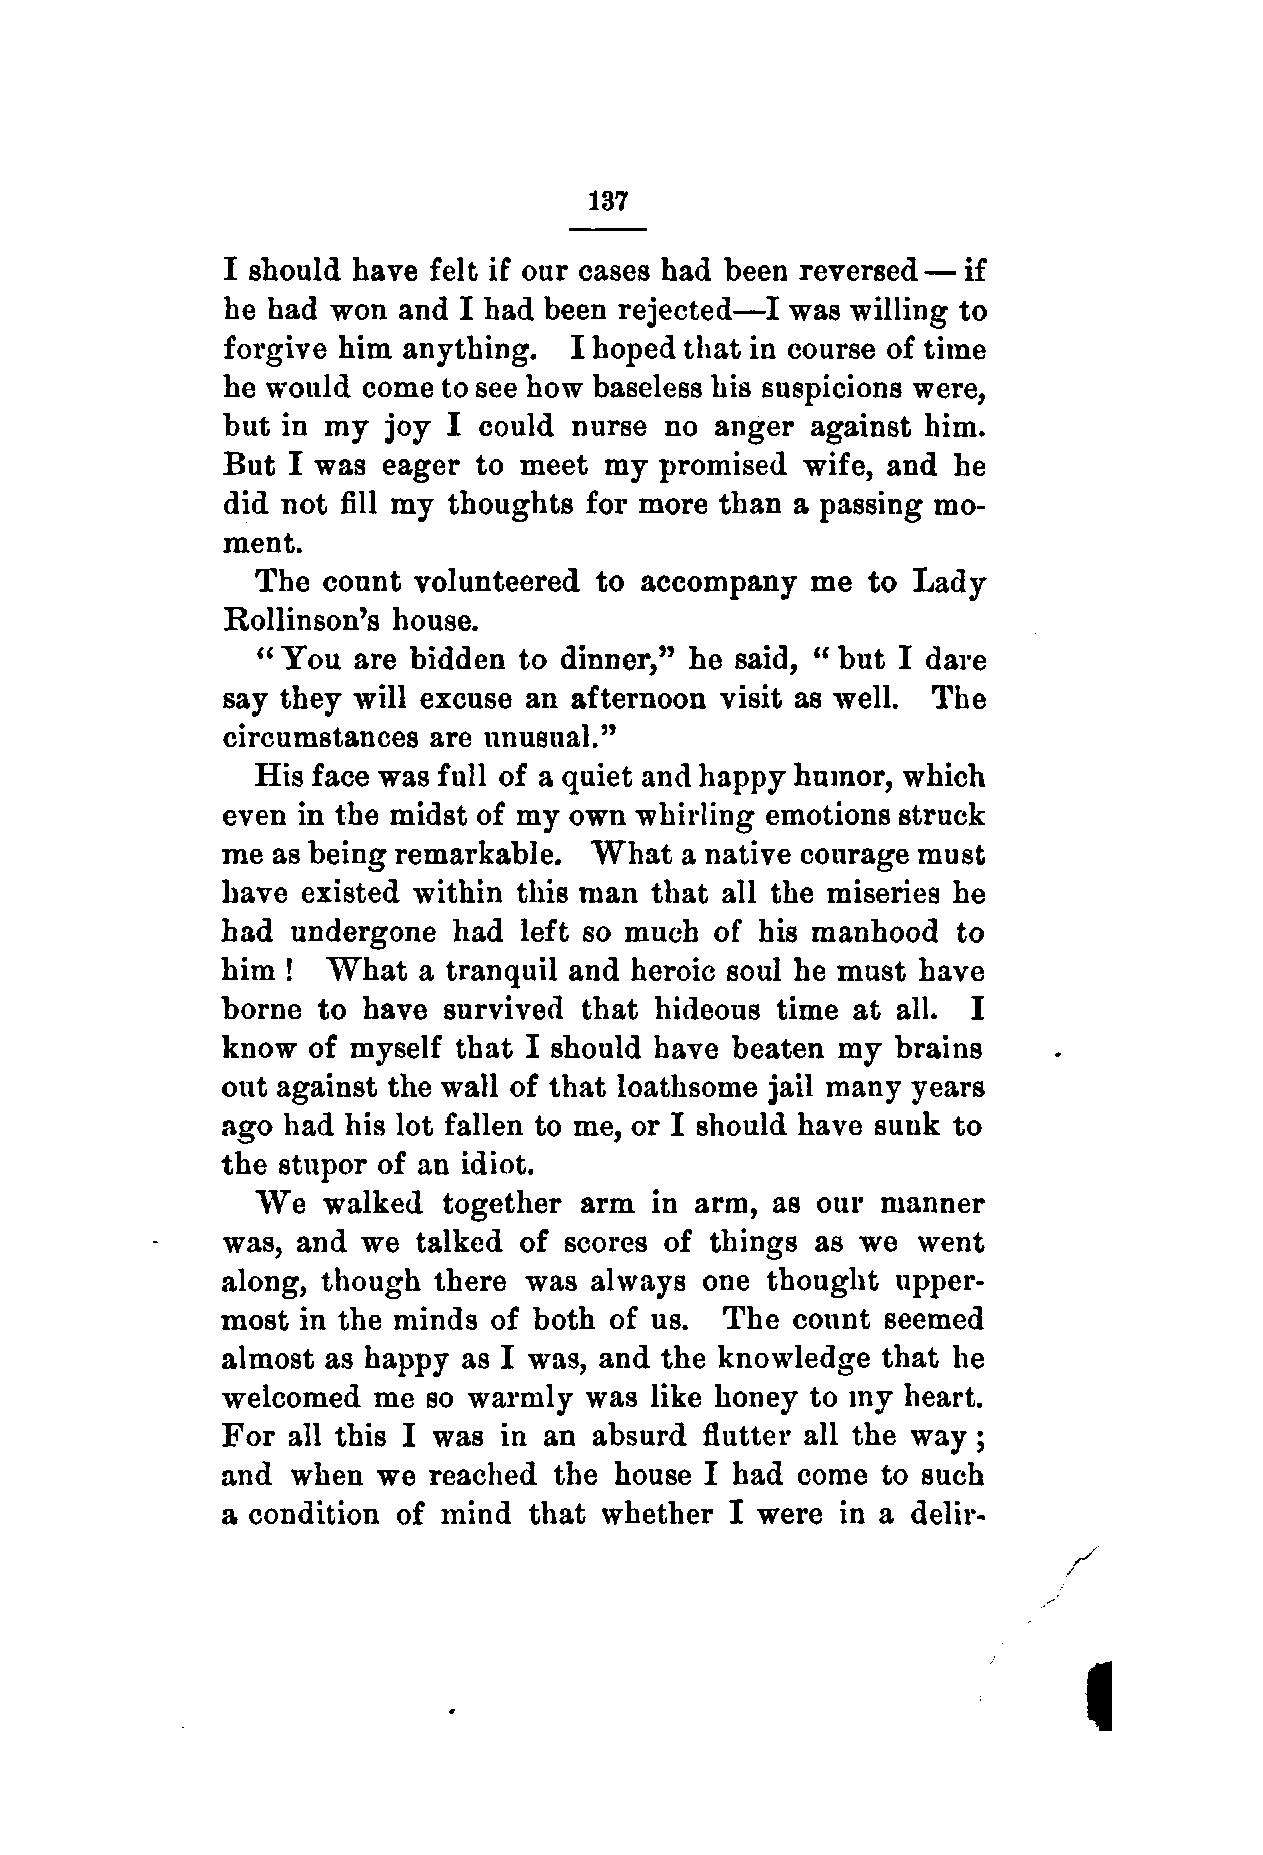 137
I should have felt if our cases had been reversed — if
he had won and I had been rejected—I was willing to
forgive him anything. I hoped that in course of time
he would come to see how baseless his suspicions were,
but in my joy I could nurse no anger against him.
But I was eager to meet my promised wife, and he
did not fill my thoughts for more than a passing mo-
ment.
The count volunteered to accompany me to Lady
Rollinson's house.
“You are bidden to dinner,” he said, “but I dare
say they will excuse an afternoon visit as well. The
circumstances are unusual.”
His face was full of a quiet and happy humor, which
even in the midst of my own whirling emotions struck
me as being remarkable. What a native courage must
have existed within this man that all the miseries he
had undergone had left so much of his manhood to
him ! What a tranquil and heroic soul he must have
borne to have survived that hideous time at all. I
know of myself that I should have beaten my brains
out against the wall of that loathsome jail many years
ago had his lot fallen to me, or I should have sunk to
the stupor of an idiot.
We walked together arm in arm, as our manner
was, and we talked of scores of things as we went
along, though there was always one thought upper-
most in the minds of both of us. The count seemed
almost as happy as I was, and the knowledge that he
welcomed me so warmly was like honey to my heart.
For all this I was in an absurd flutter all the way ;
and when we reached the house I had come to such
a condition of mind that whether I were in a delir-